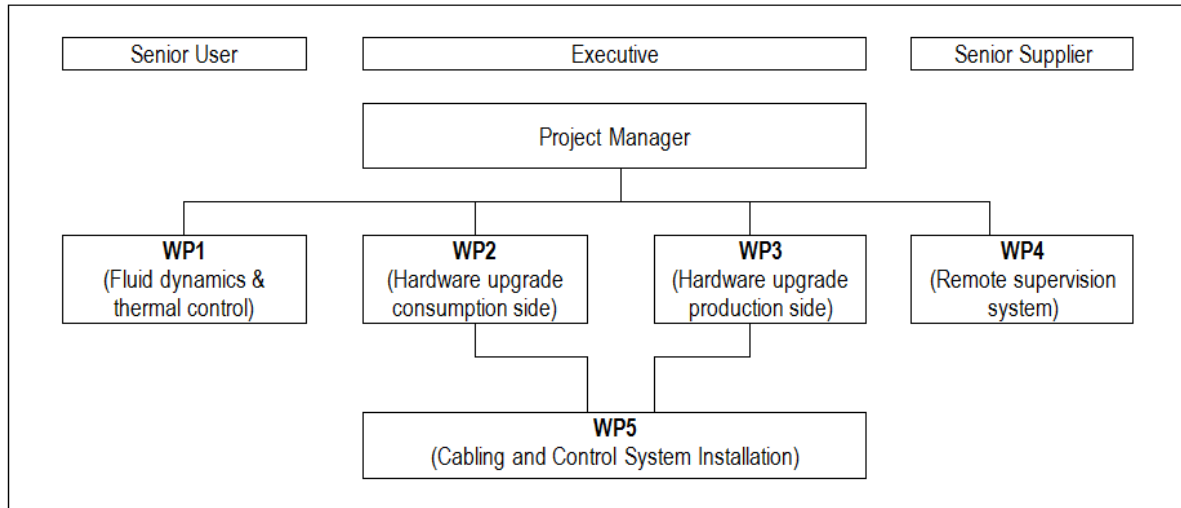 Senior User
Executive
Senior Supplier
Project Manager
WP1
(Fluid dynamics &
thermal control)
WP2
(Hardware upgrade
consumption side)
WP3
(Hardware upgrade
production side)
WP4
(Remote supervision
system)
WP5
(Cabling and Control System Installation)